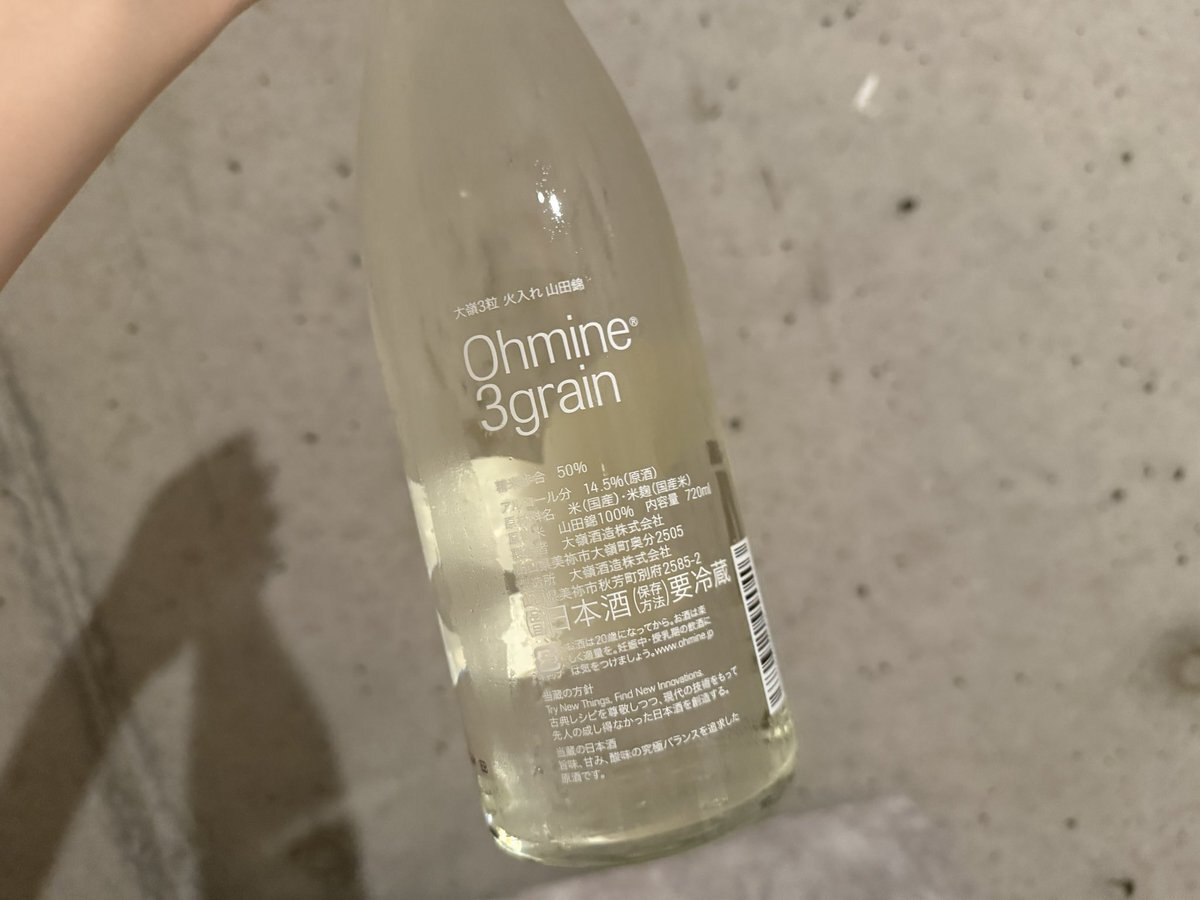 大嶺3粒 火入れ 山田錦
Ohmine®
3grain
合 50%
ール分 14.5%(原酒)
名 米(国産)・米麹(国産米)
米 山田錦100% 内容量 720ml
大嶺酒造株式会社
美祢市大嶺町奥分2505
所 大嶺酒造株式会社
美祢市秋芳町別府2585-2
日本酒(保存方法)要冷蔵
お酒は20歳になってから。お酒は楽
しく適量を。妊娠中・授乳期の飲酒に
は気をつけましょう。www.ohmine.jp
当蔵の方針
Try New Things, Find New Innovations.
古典レシピを尊敬しつつ、現代の技術をもって
先人の成し得なかった日本酒を創造する。
当蔵の日本酒
旨味、甘み、酸味の究極バランスを追求した
原酒です。